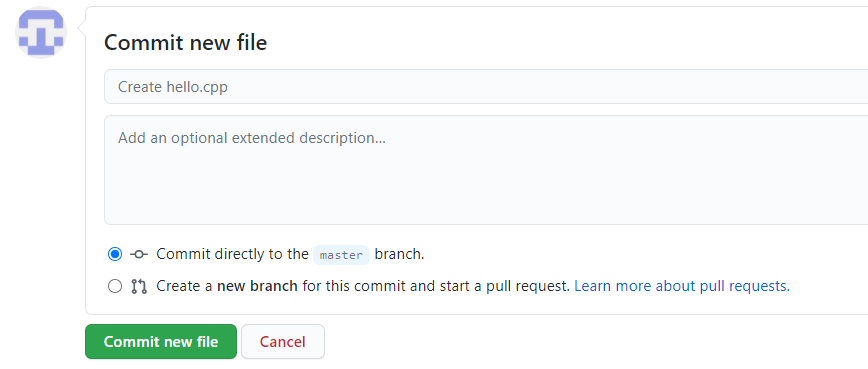 Commit new file
Create hello.cpp
Add an optional extended description...
Commit directly to the master branch.
Create a new branch for this commit and start a pull request. Learn more about pull requests.
Commit new file
Cancel